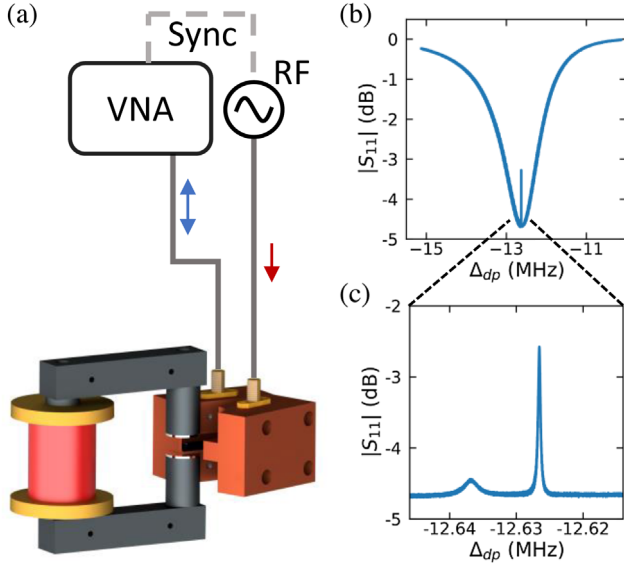 (a)
Sync
RF
VNA
(b)
0
-1
-2
-3
-4
-5
|S₁₁| (dB)
−15
−13
−11
Δdp (MHz)
(c)
-2
-3
-4
-5
|S₁₁| (dB)
-12.64
-12.63
-12.62
Δdp (MHz)